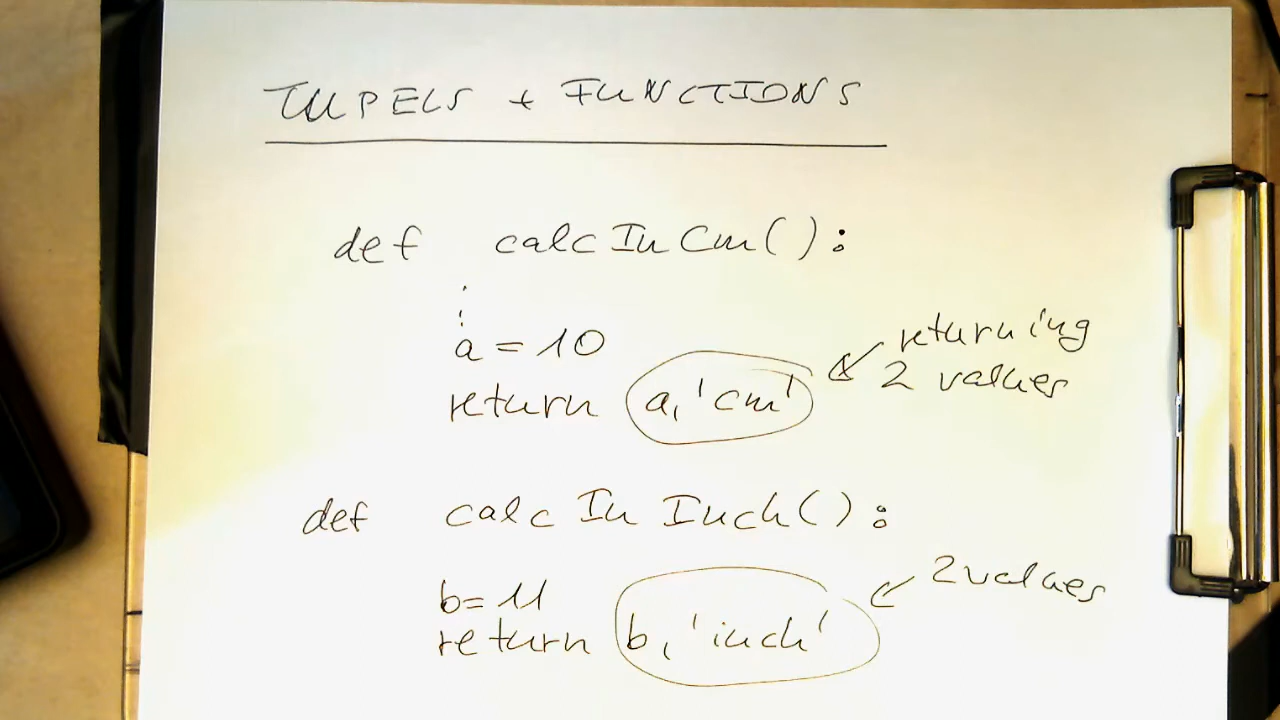 TUPELS + FUNCTIONS
def calcInCm():
:
a = 10
return a, 'cm'
returning
2 values
def calcInInch():
b= 11
return b, 'inch'
2 values